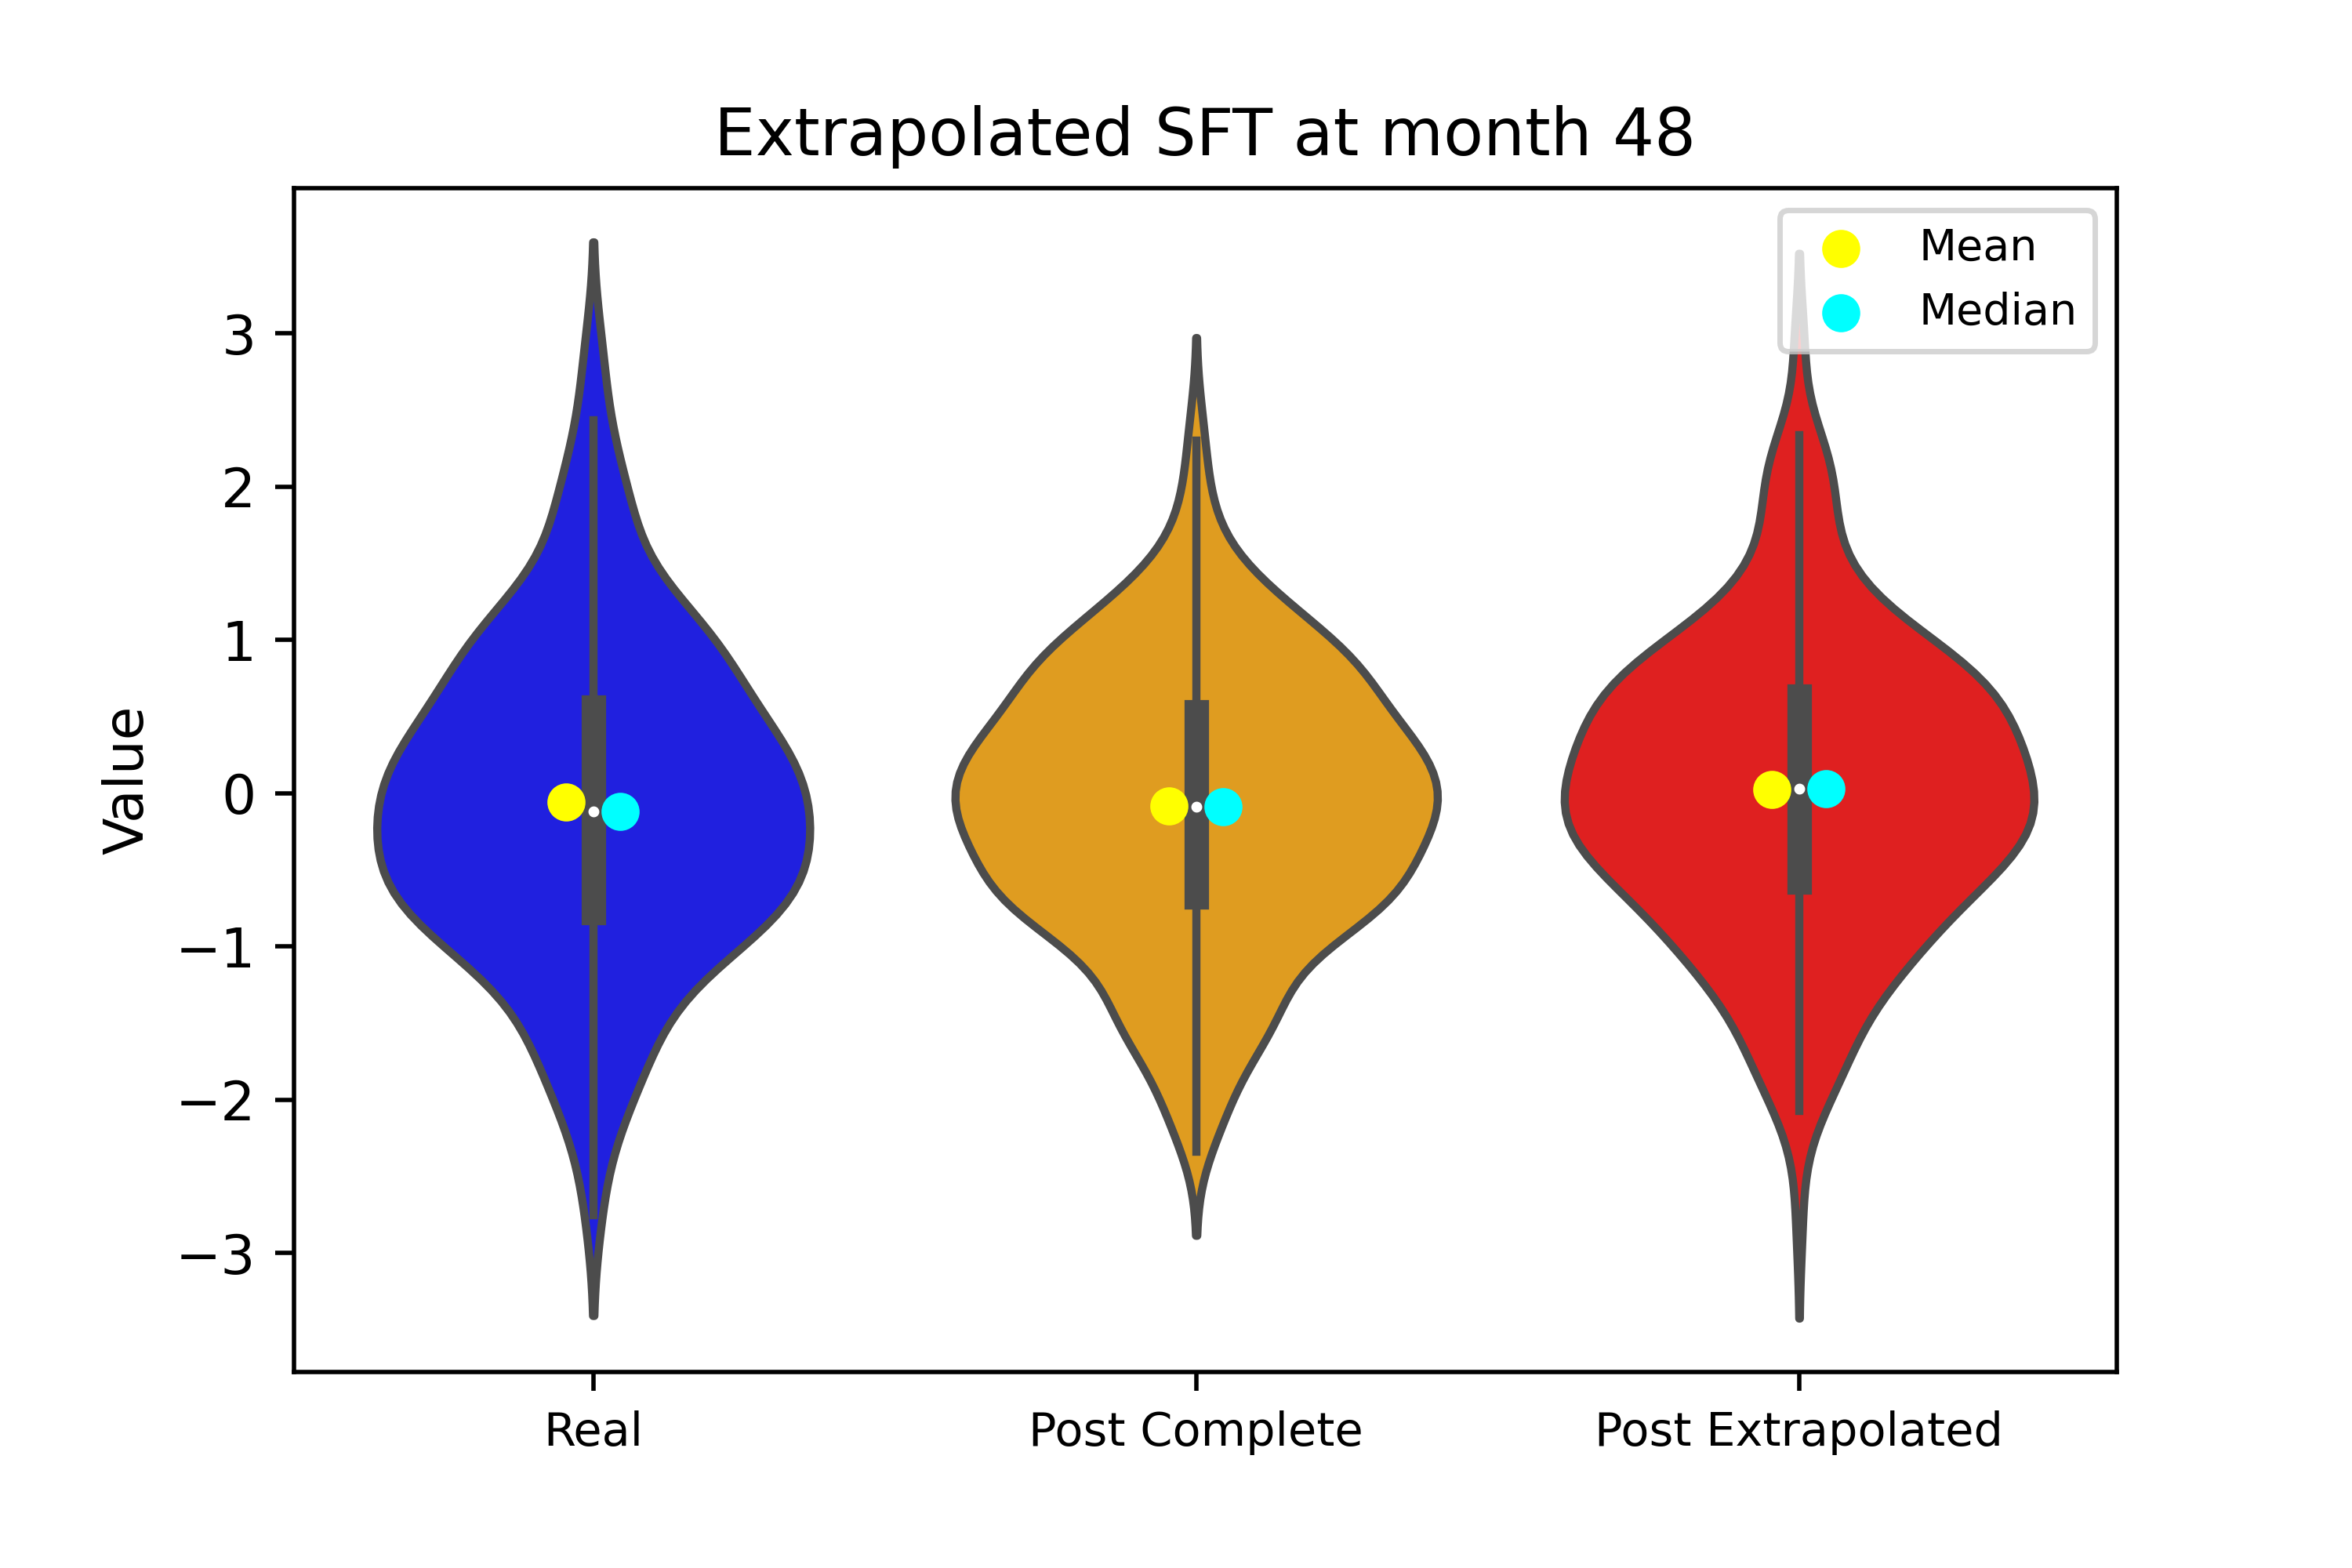 Extrapolated SFT at month 48
Mean
Median
Value
3
2
1
0
−1
−2
−3
Real
Post Complete
Post Extrapolated